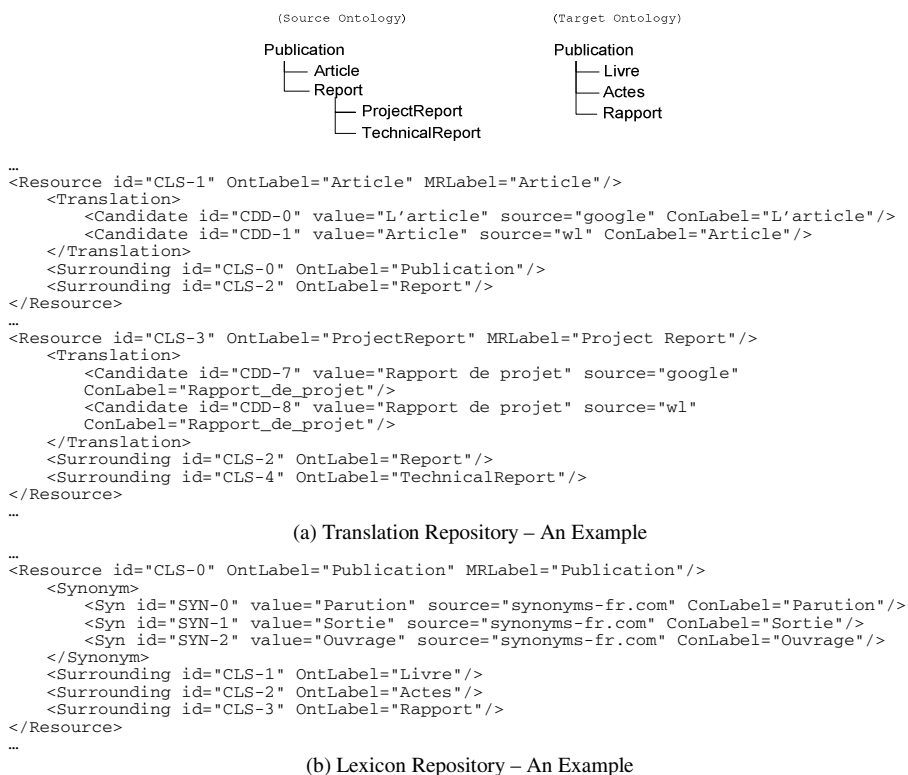 (Source Ontology) (Target Ontology)
Publication Publication
Article Livre
Report Actes
ProjectReport Rapport
TechnicalReport
…
<Resource id="CLS-1" OntLabel="Article" MRLabel="Article"/>
<Translation>
<Candidate id="CDD-0" value="L’article" source="google" ConLabel="L’article"/>
<Candidate id="CDD-1" value="Article" source="wl" ConLabel="Article"/>
</Translation>
<Surrounding id="CLS-0" OntLabel="Publication"/>
<Surrounding id="CLS-2" OntLabel="Report"/>
</Resource>
…
<Resource id="CLS-3" OntLabel="ProjectReport" MRLabel="Project Report"/>
<Translation>
<Candidate id="CDD-7" value="Rapport de projet" source="google"
ConLabel="Rapport_de_projet"/>
<Candidate id="CDD-8" value="Rapport de projet" source="wl"
ConLabel="Rapport_de_projet"/>
</Translation>
<Surrounding id="CLS-2" OntLabel="Report"/>
<Surrounding id="CLS-4" OntLabel="TechnicalReport"/>
</Resource>
…
(a) Translation Repository – An Example
…
<Resource id="CLS-0" OntLabel="Publication" MRLabel="Publication"/>
<Synonym>
<Syn id="SYN-0" value="Parution" source="synonyms-fr.com" ConLabel="Parution"/>
<Syn id="SYN-1" value="Sortie" source="synonyms-fr.com" ConLabel="Sortie"/>
<Syn id="SYN-2" value="Ouvrage" source="synonyms-fr.com" ConLabel="Ouvrage"/>
</Synonym>
<Surrounding id="CLS-1" OntLabel="Livre"/>
<Surrounding id="CLS-2" OntLabel="Actes"/>
<Surrounding id="CLS-3" OntLabel="Rapport"/>
</Resource>
…
(b) Lexicon Repository – An Example